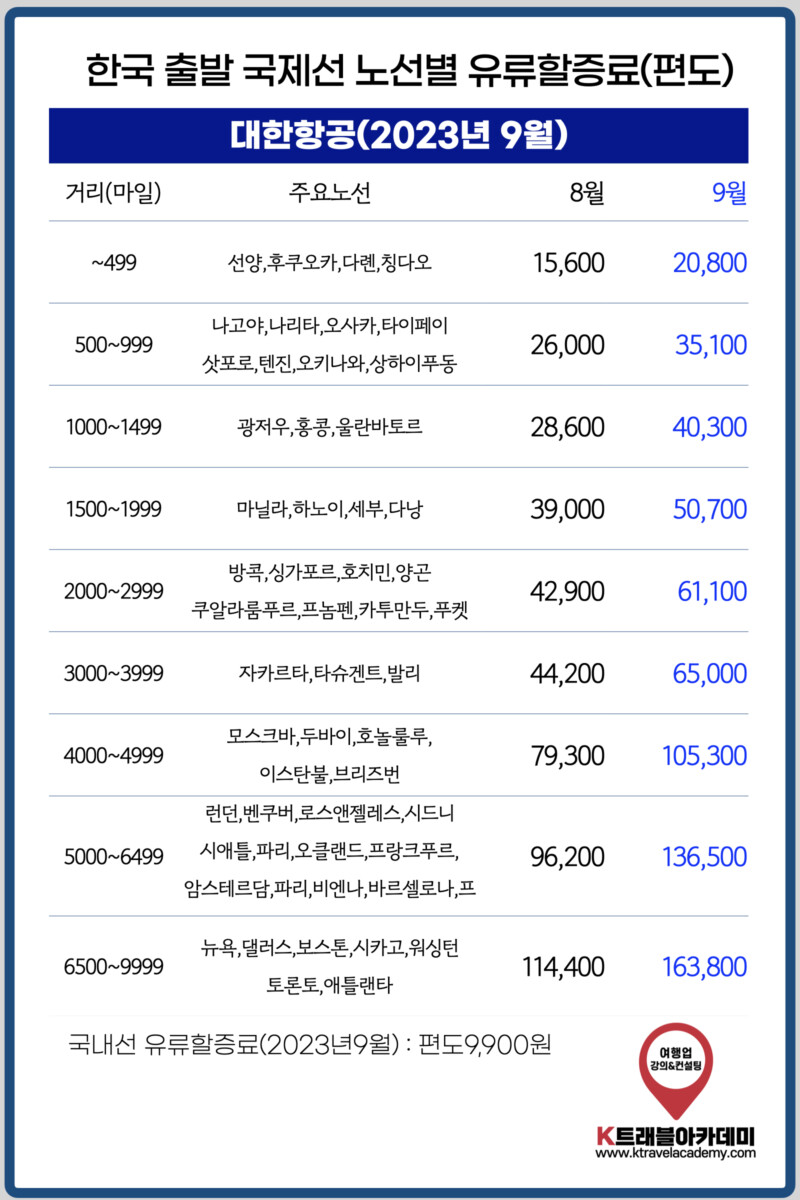 한국 출발 국제선 노선별 유류할증료(편도)
대한항공(2023년 9월)
거리(마일) 주요노선 8월 9월
~499 선양,후쿠오카,다롄,칭다오 15,600 20,800
나고야,나리타,오사카,타이페이
500~999 26,000 35,100
삿포로,텐진,오키나와,상하이푸동
1000~1499 광저우,홍콩,울란바토르 28,600 40,300
1500~1999 마닐라,하노이,세부,다낭 39,000 50,700
방콕,싱가포르,호치민,양곤
2000~2999 42,900 61,100
쿠알라룸푸르,프놈펜,카투만두,푸켓
3000~3999 자카르타,타슈겐트,발리 44,200 65,000
모스크바,두바이,호놀룰루,
4000~4999 79,300 105,300
이스탄불,브리즈번
런던,벤쿠버,로스앤젤레스,시드니
5000~6499 시애틀,파리,오클랜드,프랑크푸르, 96,200 136,500
암스테르담,파리,비엔나,바르셀로나,프
뉴욕,댈러스,보스톤,시카고,워싱턴
6500~9999 114,400 163,800
토론토,애틀랜타
국내선 유류할증료(2023년9월) : 편도9,900원
여행업
강의&컨설팅
K트래블아카데미
www.ktravelacademy.com